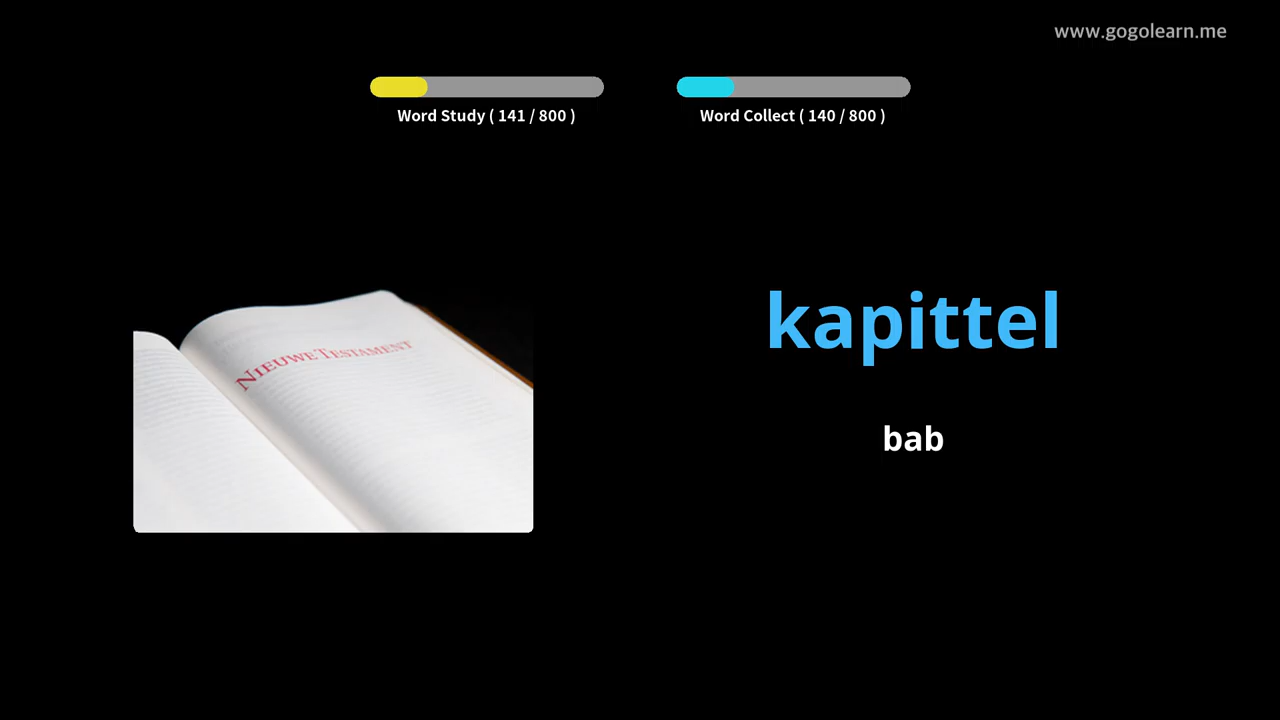 www.gogolearn.me
Word Study ( 141 / 800 )
Word Collect ( 140 / 800 )
NIEUWE TESTAMENT
kapittel
bab